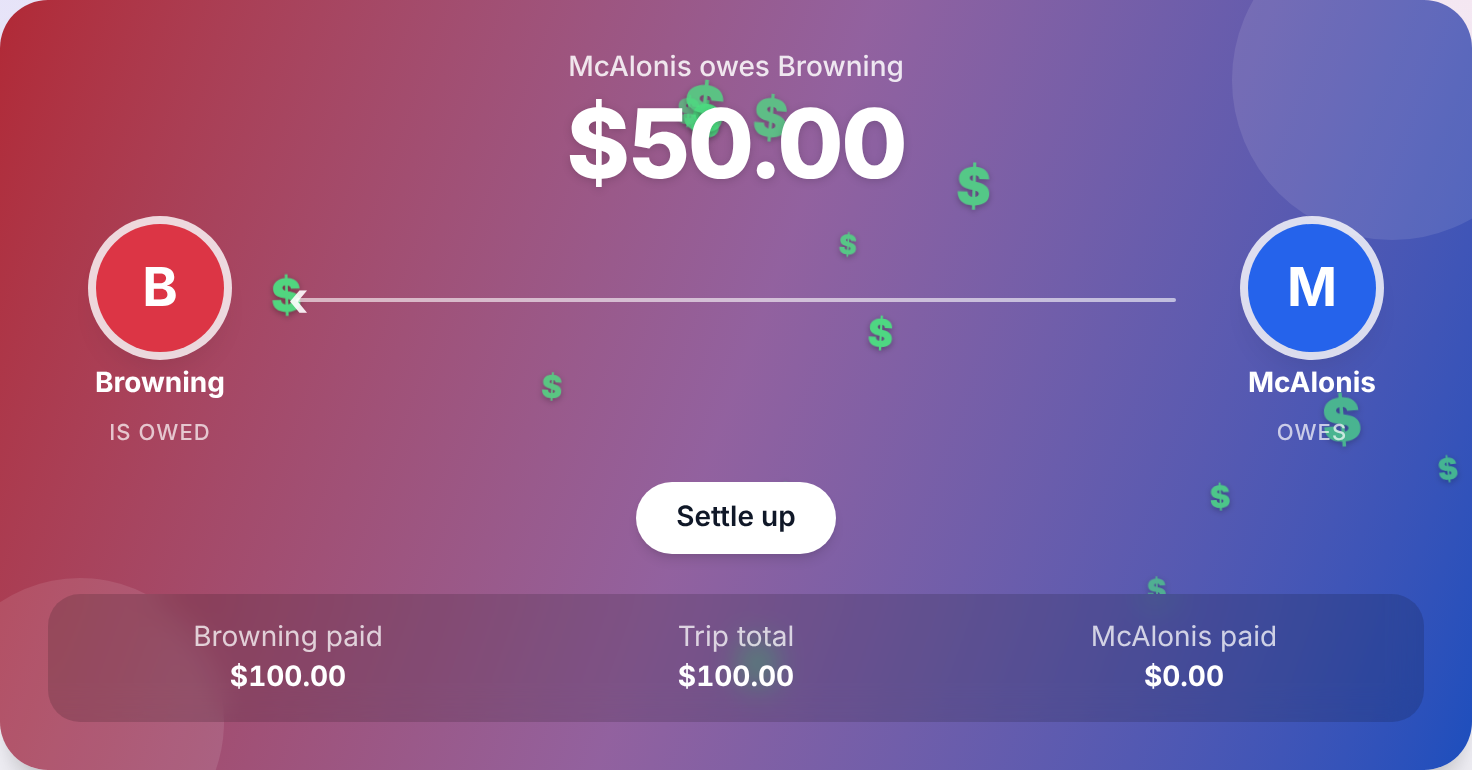 McAlonis owes Browning
$50.00
$
$
$
$
$
$
$
B
M
‹
Browning
McAlonis
IS OWED
OWES
$
$
$
Settle up
$
Browning paid
Trip total
McAlonis paid
$100.00
$100.00
$0.00